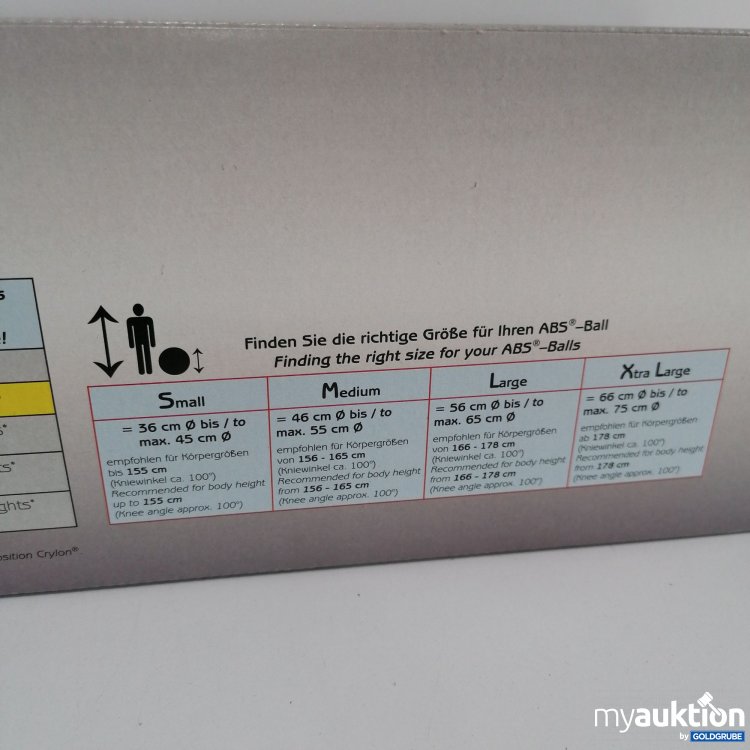 Finden Sie die richtige Größe für Ihren ABS®-Ball
Finding the right size for your ABS®-Balls
Small
= 36 cm Ø bis / to
max. 45 cm Ø
empfohlen für Körpergrößen
bis 155 cm
(Kniewinkel ca. 100°)
Recommended for body height
up to 155 cm
(Knee angle approx. 100°)
Medium
= 46 cm Ø bis / to
max. 55 cm Ø
empfohlen für Körpergrößen
von 156 - 165 cm
(Kniewinkel ca. 100°)
Recommended for body height
from 156 - 165 cm
(Knee angle approx. 100°)
Large
= 56 cm Ø bis / to
max. 65 cm Ø
empfohlen für Körpergrößen
von 166 - 178 cm
(Kniewinkel ca. 100°)
Recommended for body height
from 166 - 178 cm
(Knee angle approx. 100°)
Xtra Large
= 66 cm Ø bis / to
max. 75 cm Ø
empfohlen für Körpergrößen
ab 178 cm
(Kniewinkel ca. 100°)
Recommended for body height
from 178 cm
(Knee angle approx. 100°)
Crylon®
myauktion
by GOLDGRUBE